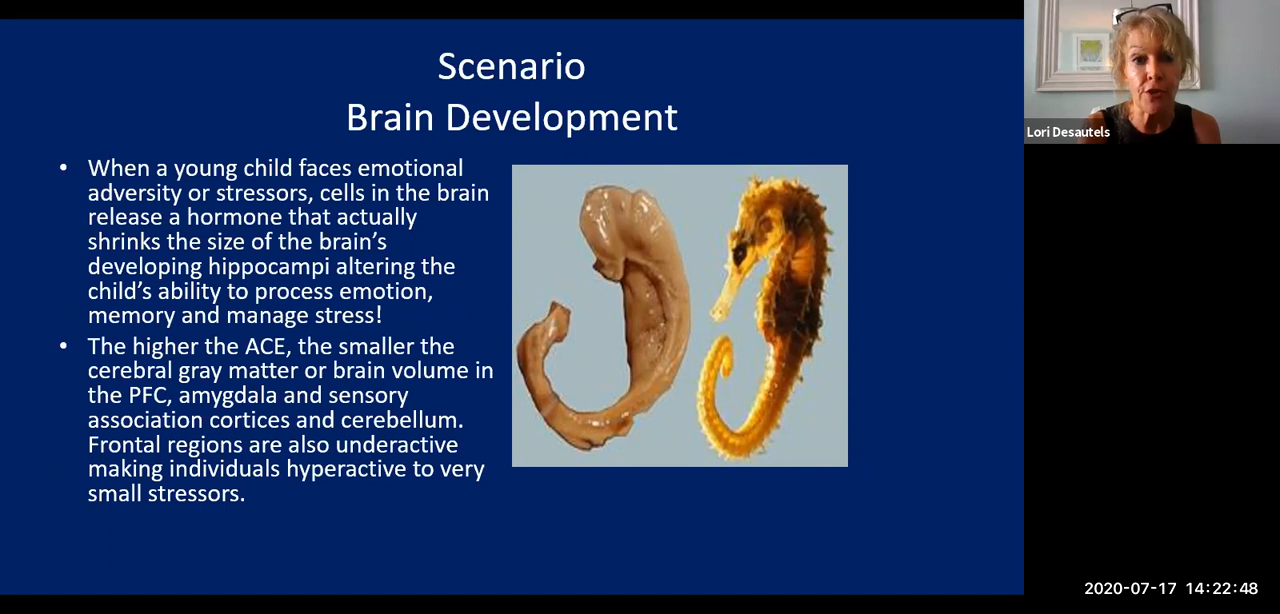 Scenario
Brain Development
• When a young child faces emotional
adversity or stressors, cells in the brain
release a hormone that actually
shrinks the size of the brain’s
developing hippocampi altering the
child’s ability to process emotion,
memory and manage stress!
• The higher the ACE, the smaller the
cerebral gray matter or brain volume in
the PFC, amygdala and sensory
association cortices and cerebellum.
Frontal regions are also underactive
making individuals hyperactive to very
small stressors.
Lori Desautels
2020-07-17 14:22:48